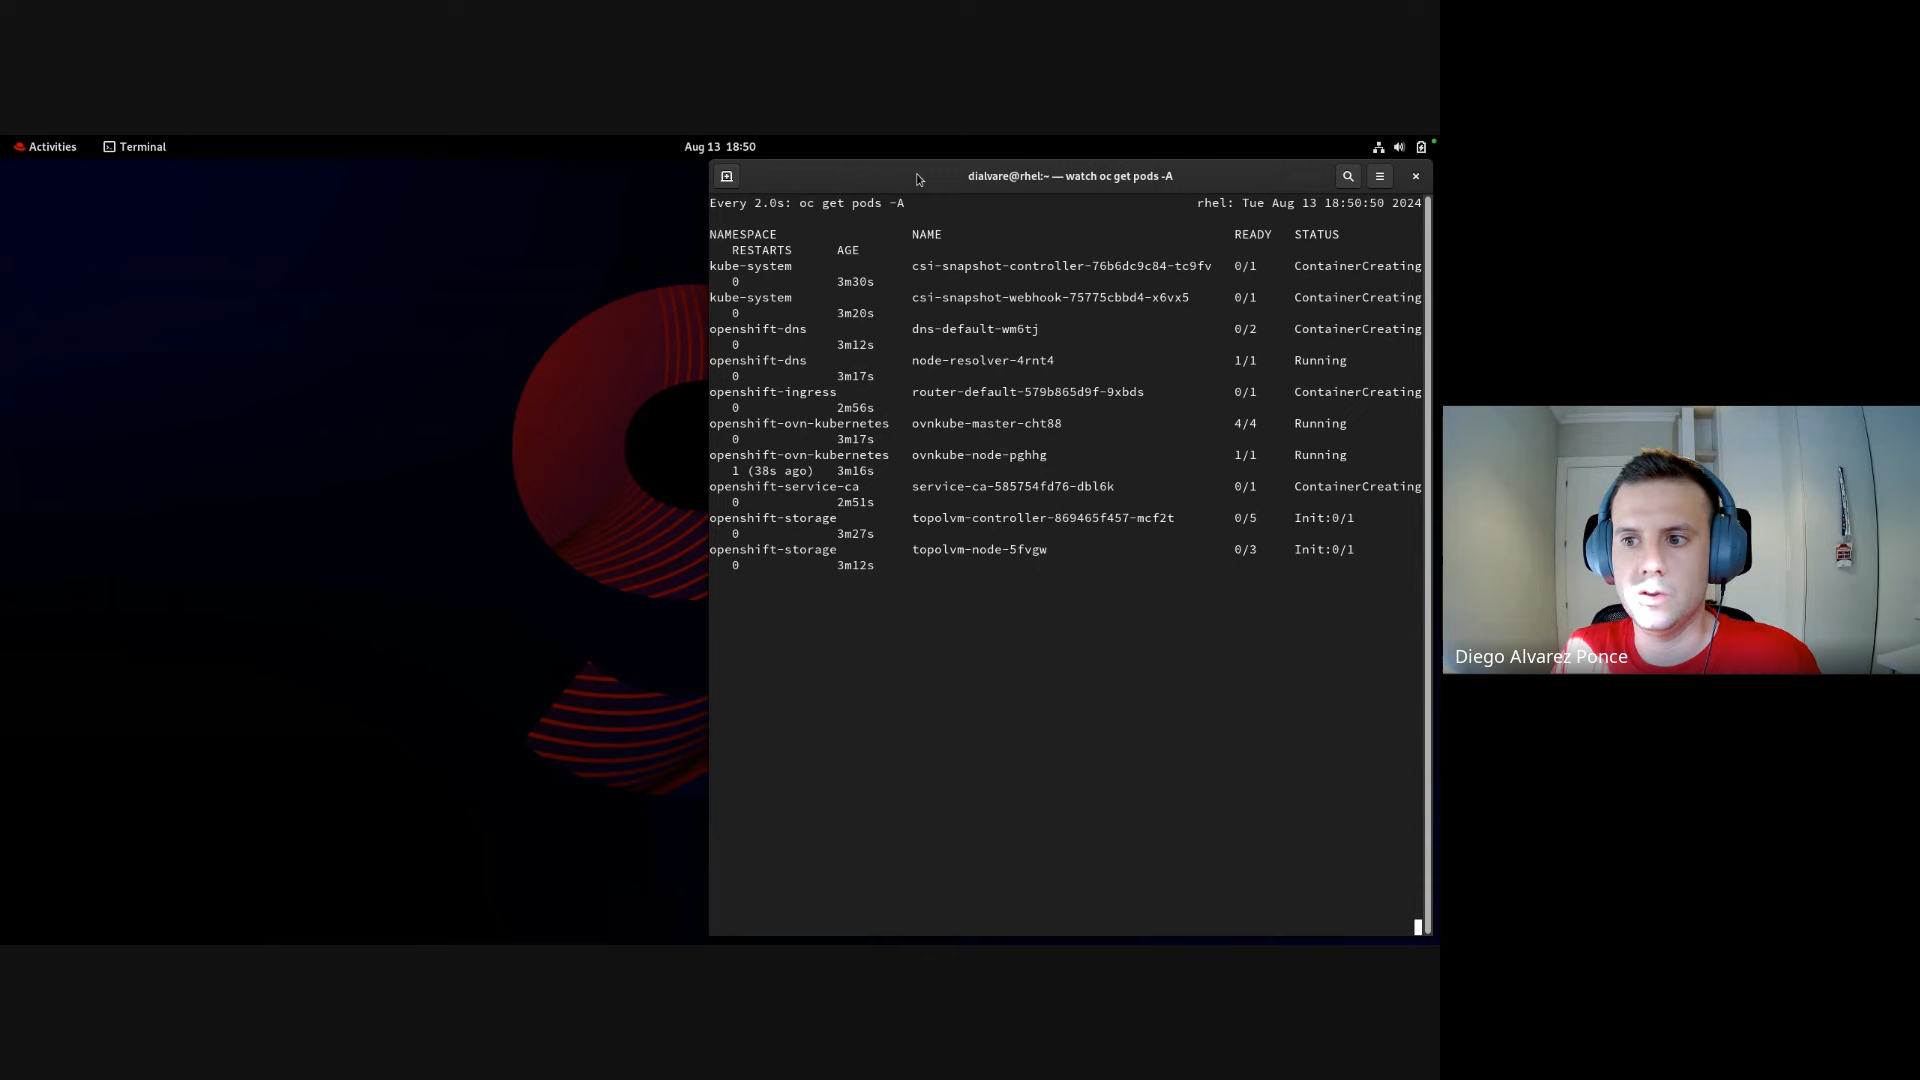 Activities Terminal Aug 13 18:50
dialvare@rhel:~ — watch oc get pods -A
Every 2.0s: oc get pods -A rhel: Tue Aug 13 18:50:50 2024
NAMESPACE NAME READY STATUS
RESTARTS AGE
kube-system csi-snapshot-controller-76b6dc9c84-tc9fv 0/1 ContainerCreating
0 3m30s
kube-system csi-snapshot-webhook-75775cbbd4-x6vx5 0/1 ContainerCreating
0 3m20s
openshift-dns dns-default-wm6tj 0/2 ContainerCreating
0 3m12s
openshift-dns node-resolver-4rnt4 1/1 Running
0 3m17s
openshift-ingress router-default-579b865d9f-9xbds 0/1 ContainerCreating
0 2m56s
openshift-ovn-kubernetes ovnkube-master-cht88 4/4 Running
0 3m17s
openshift-ovn-kubernetes ovnkube-node-pghhg 1/1 Running
1 (38s ago) 3m16s
openshift-service-ca service-ca-585754fd76-dbl6k 0/1 ContainerCreating
0 2m51s
openshift-storage topolvm-controller-869465f457-mcf2t 0/5 Init:0/1
0 3m27s
openshift-storage topolvm-node-5fvgw 0/3 Init:0/1
0 3m12s
Diego Alvarez Ponce